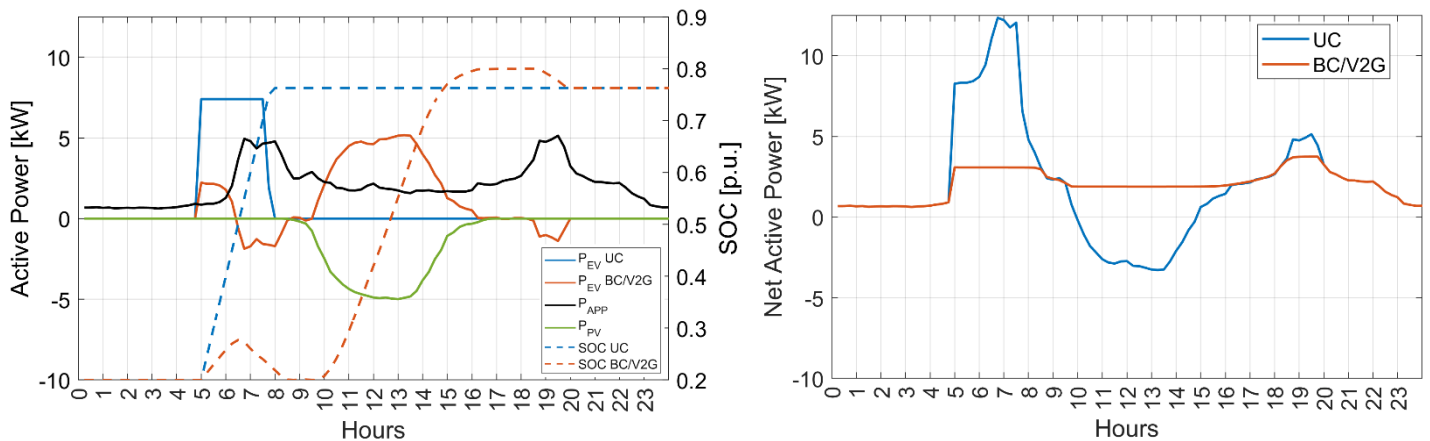 10
5
0
-5
-10
Active Power [kW]
0.9
0.8
0.7
0.6
0.5
0.4
0.3
0.2
SOC [p.u.]
P_EV UC
P_EV BC/V2G
P_APP
P_PV
SOC UC
SOC BC/V2G
0 1 2 3 4 5 6 7 8 9 10 11 12 13 14 15 16 17 18 19 20 21 22 23
Hours
10
5
0
-5
-10
Net Active Power [kW]
UC
BC/V2G
0 1 2 3 4 5 6 7 8 9 10 11 12 13 14 15 16 17 18 19 20 21 22 23
Hours